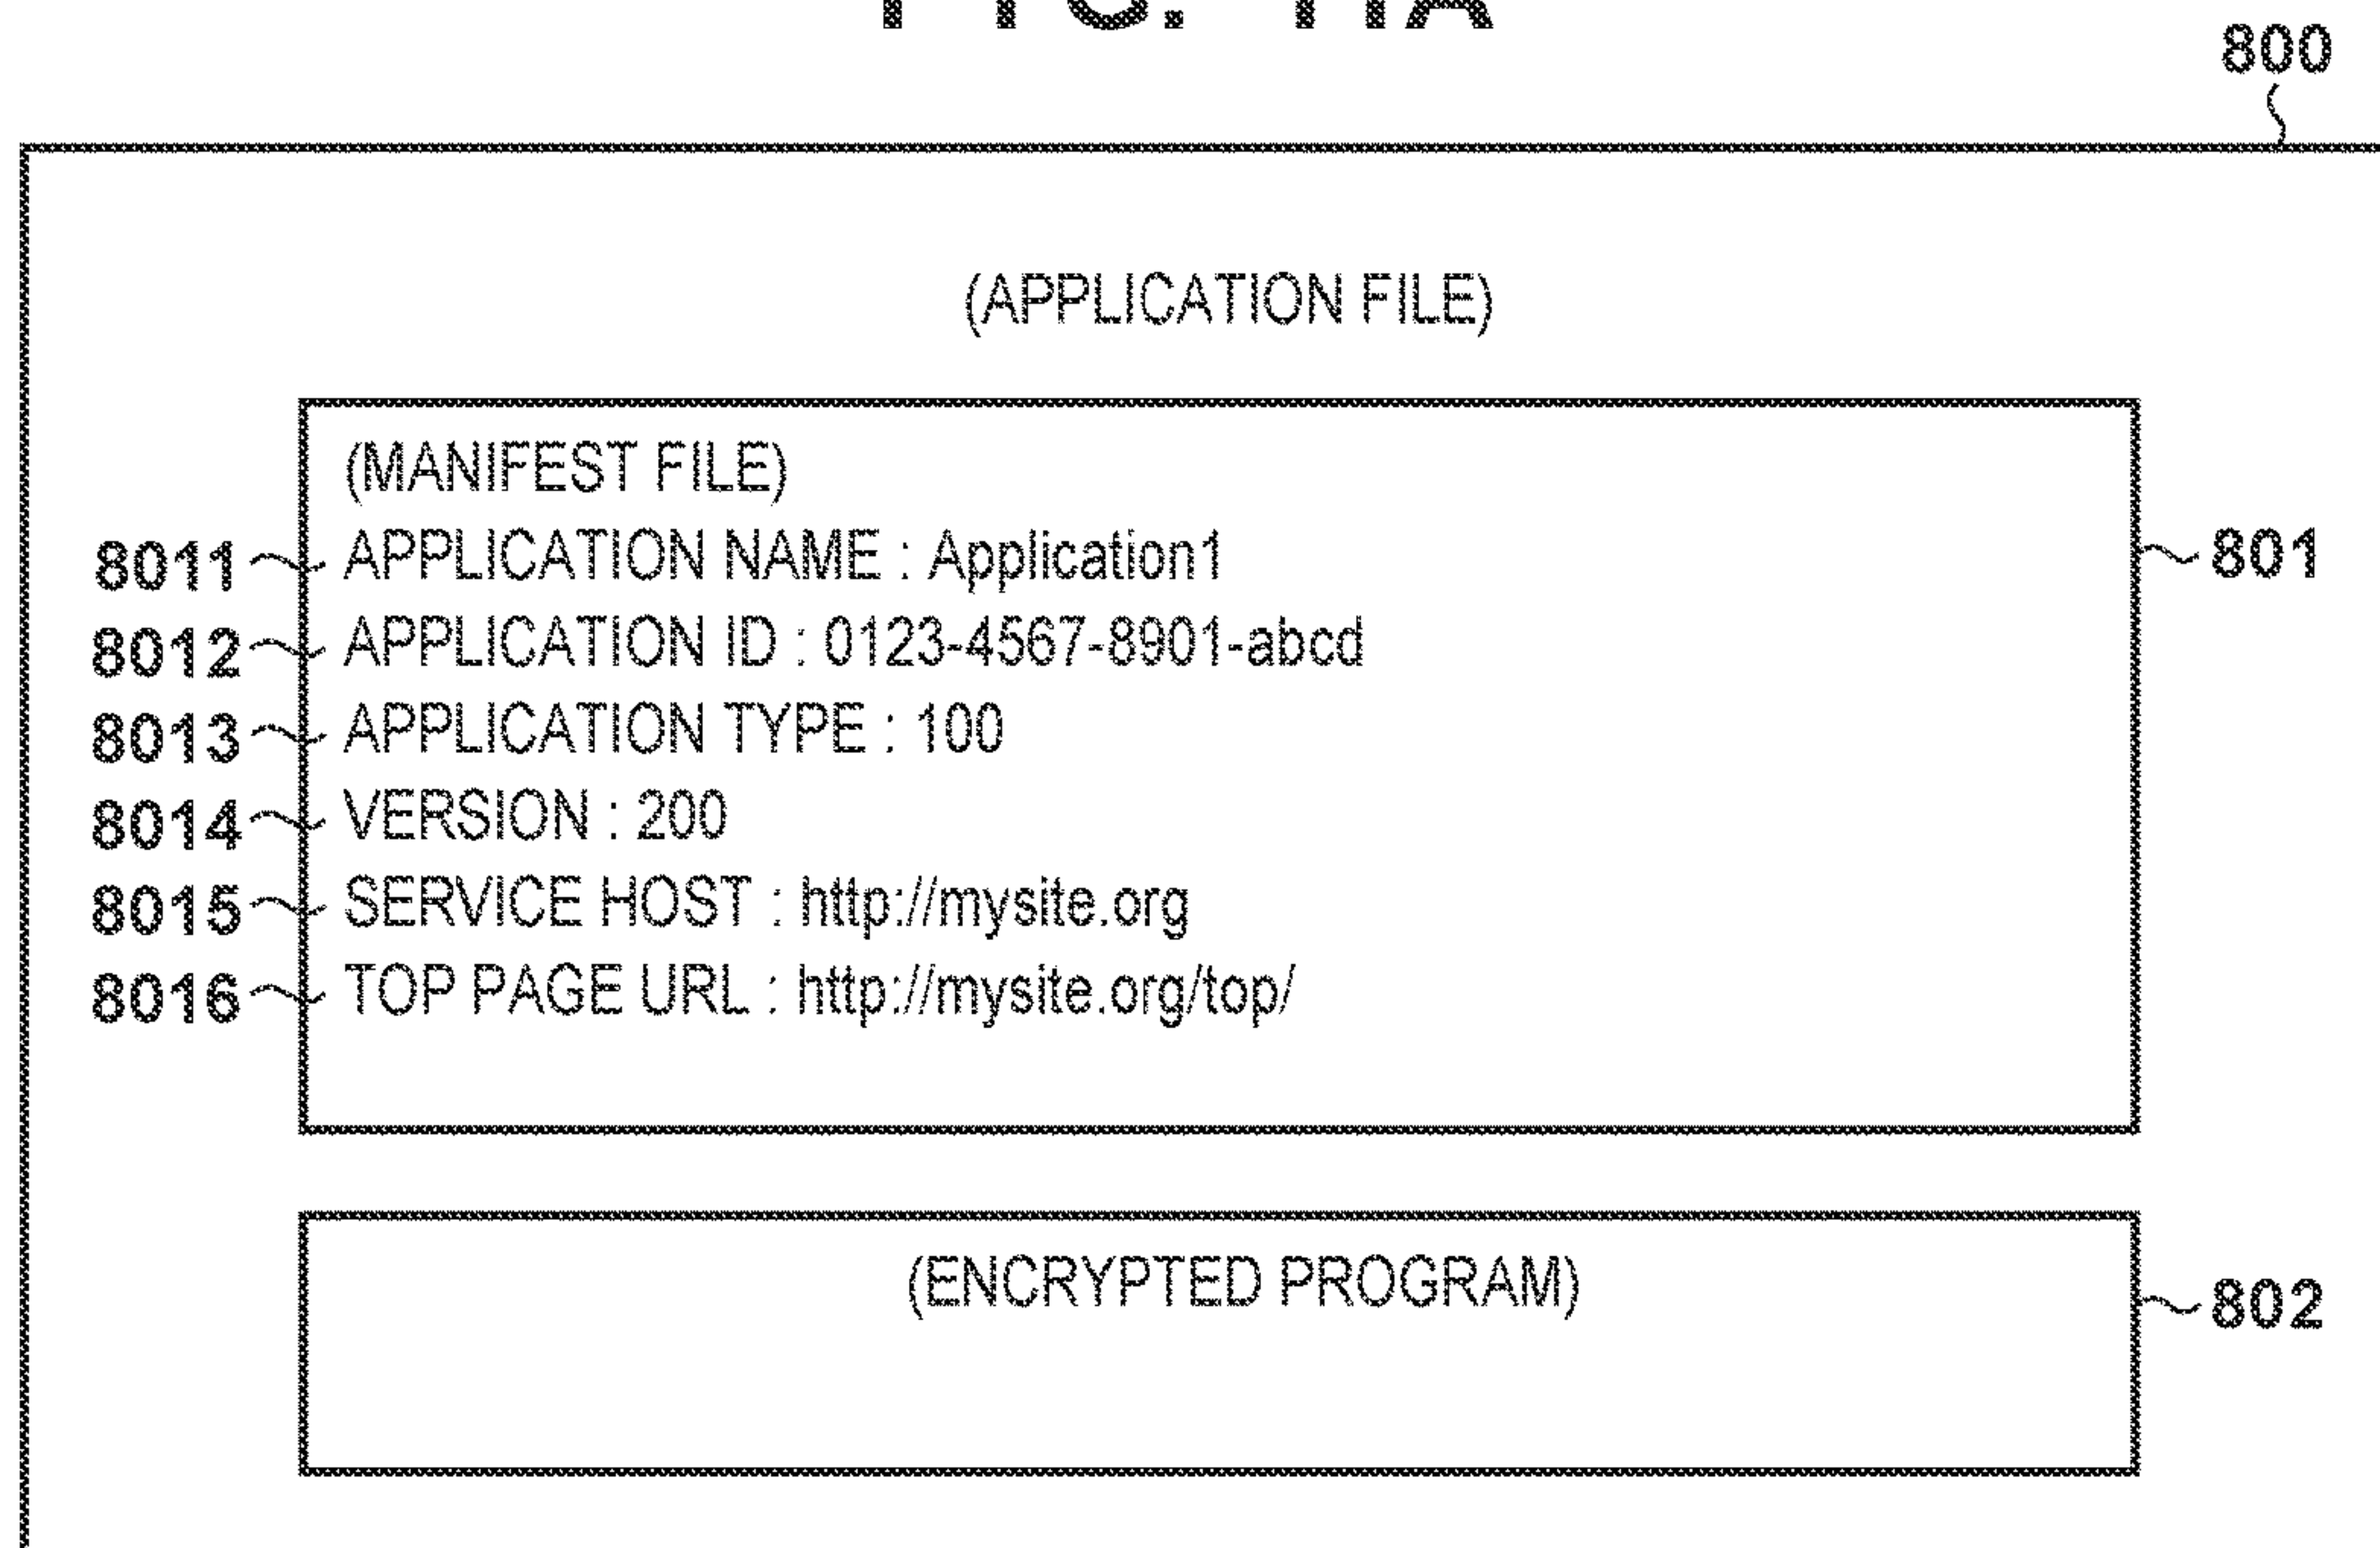 FIG. 11A
800
(APPLICATION FILE)
(MANIFEST FILE)
8011 APPLICATION NAME : Application1 801
8012 APPLICATION ID : 0123-4567-8901-abcd
8013 APPLICATION TYPE : 100
8014 VERSION : 200
8015 SERVICE HOST : http://mysite.org
8016 TOP PAGE URL : http://mysite.org/top/
(ENCRYPTED PROGRAM)
802